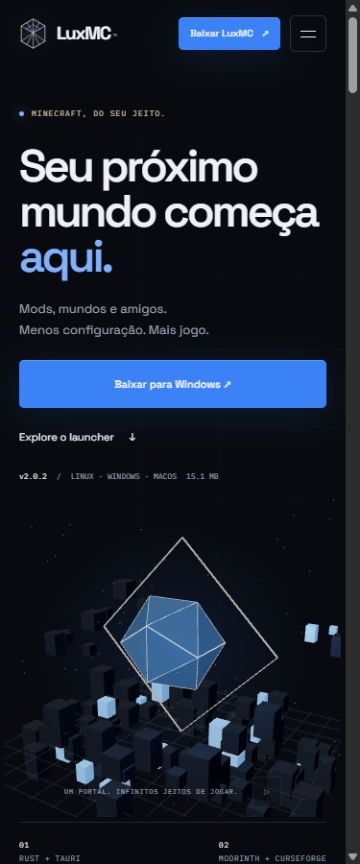 LuxMC™
Baixar LuxMC ↗
MINECRAFT, DO SEU JEITO.
Seu próximo
mundo começa
aqui.
Mods, mundos e amigos.
Menos configuração. Mais jogo.
Baixar para Windows ↗
Explore o launcher ↓
v2.0.2 / LINUX · WINDOWS · MACOS 15.1 MB
UM PORTAL. INFINITOS JEITOS DE JOGAR.
01 02
RUST + TAURI MODRINTH + CURSEFORGE